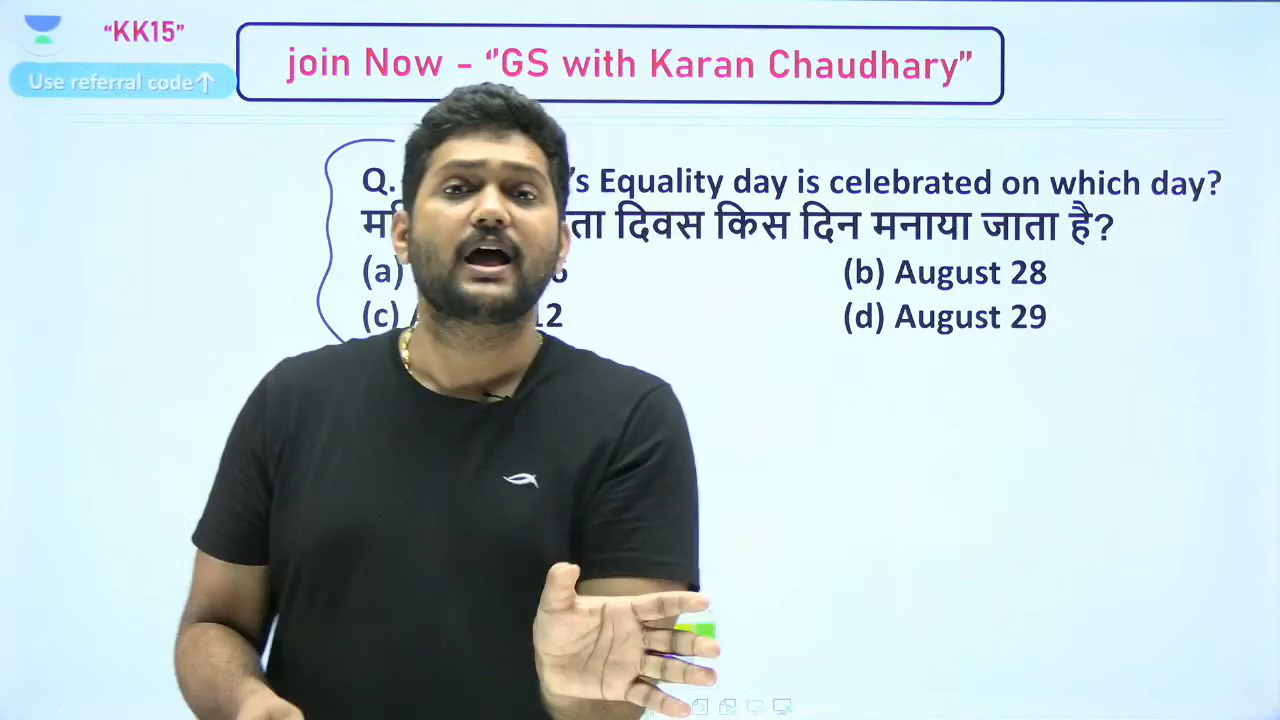 "KK15"
Use referral code↑
join Now - "GS with Karan Chaudhary"
Q. 's Equality day is celebrated on which day?
ता दिवस किस दिन मनाया जाता है?
(a) (b) August 28
(c) 12 (d) August 29